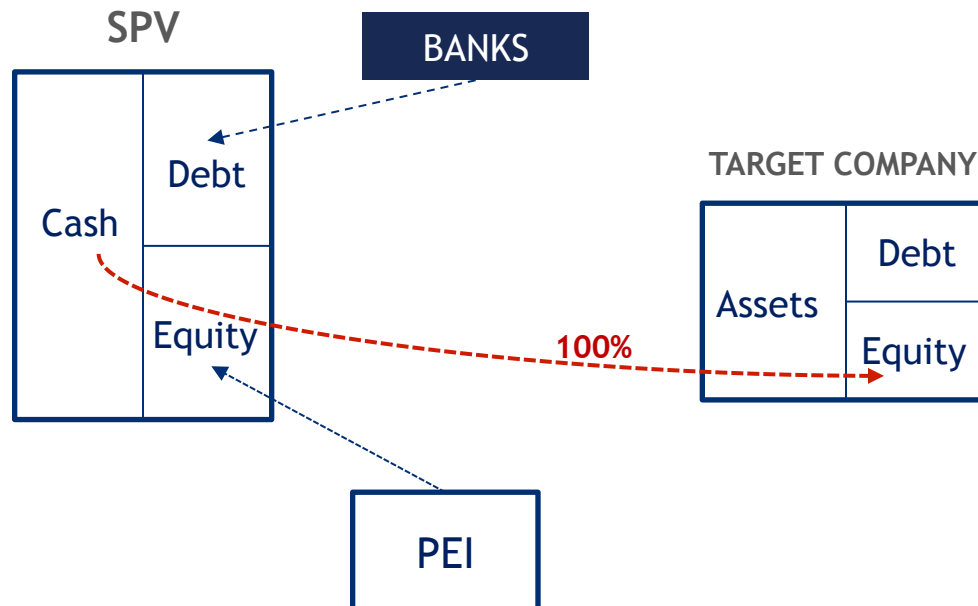 SPV
BANKS
Debt
Cash
Equity
TARGET COMPANY
Debt
Assets
Equity
100%
PEI